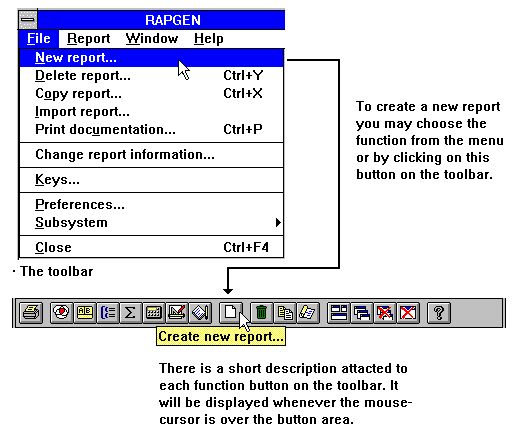 RAPGEN
File Report Window Help
New report...
Delete report... Ctrl+Y
Copy report... Ctrl+X
Import report...
Print documentation... Ctrl+P
Change report information...
Keys...
Preferences...
Subsystem
Close Ctrl+F4
To create a new report
you may choose the
function from the menu
or by clicking on this
button on the toolbar.
· The toolbar
AB Σ ?
Create new report...
There is a short description attacted to
each function button on the toolbar. It
will be displayed whenever the mouse-
cursor is over the button area.